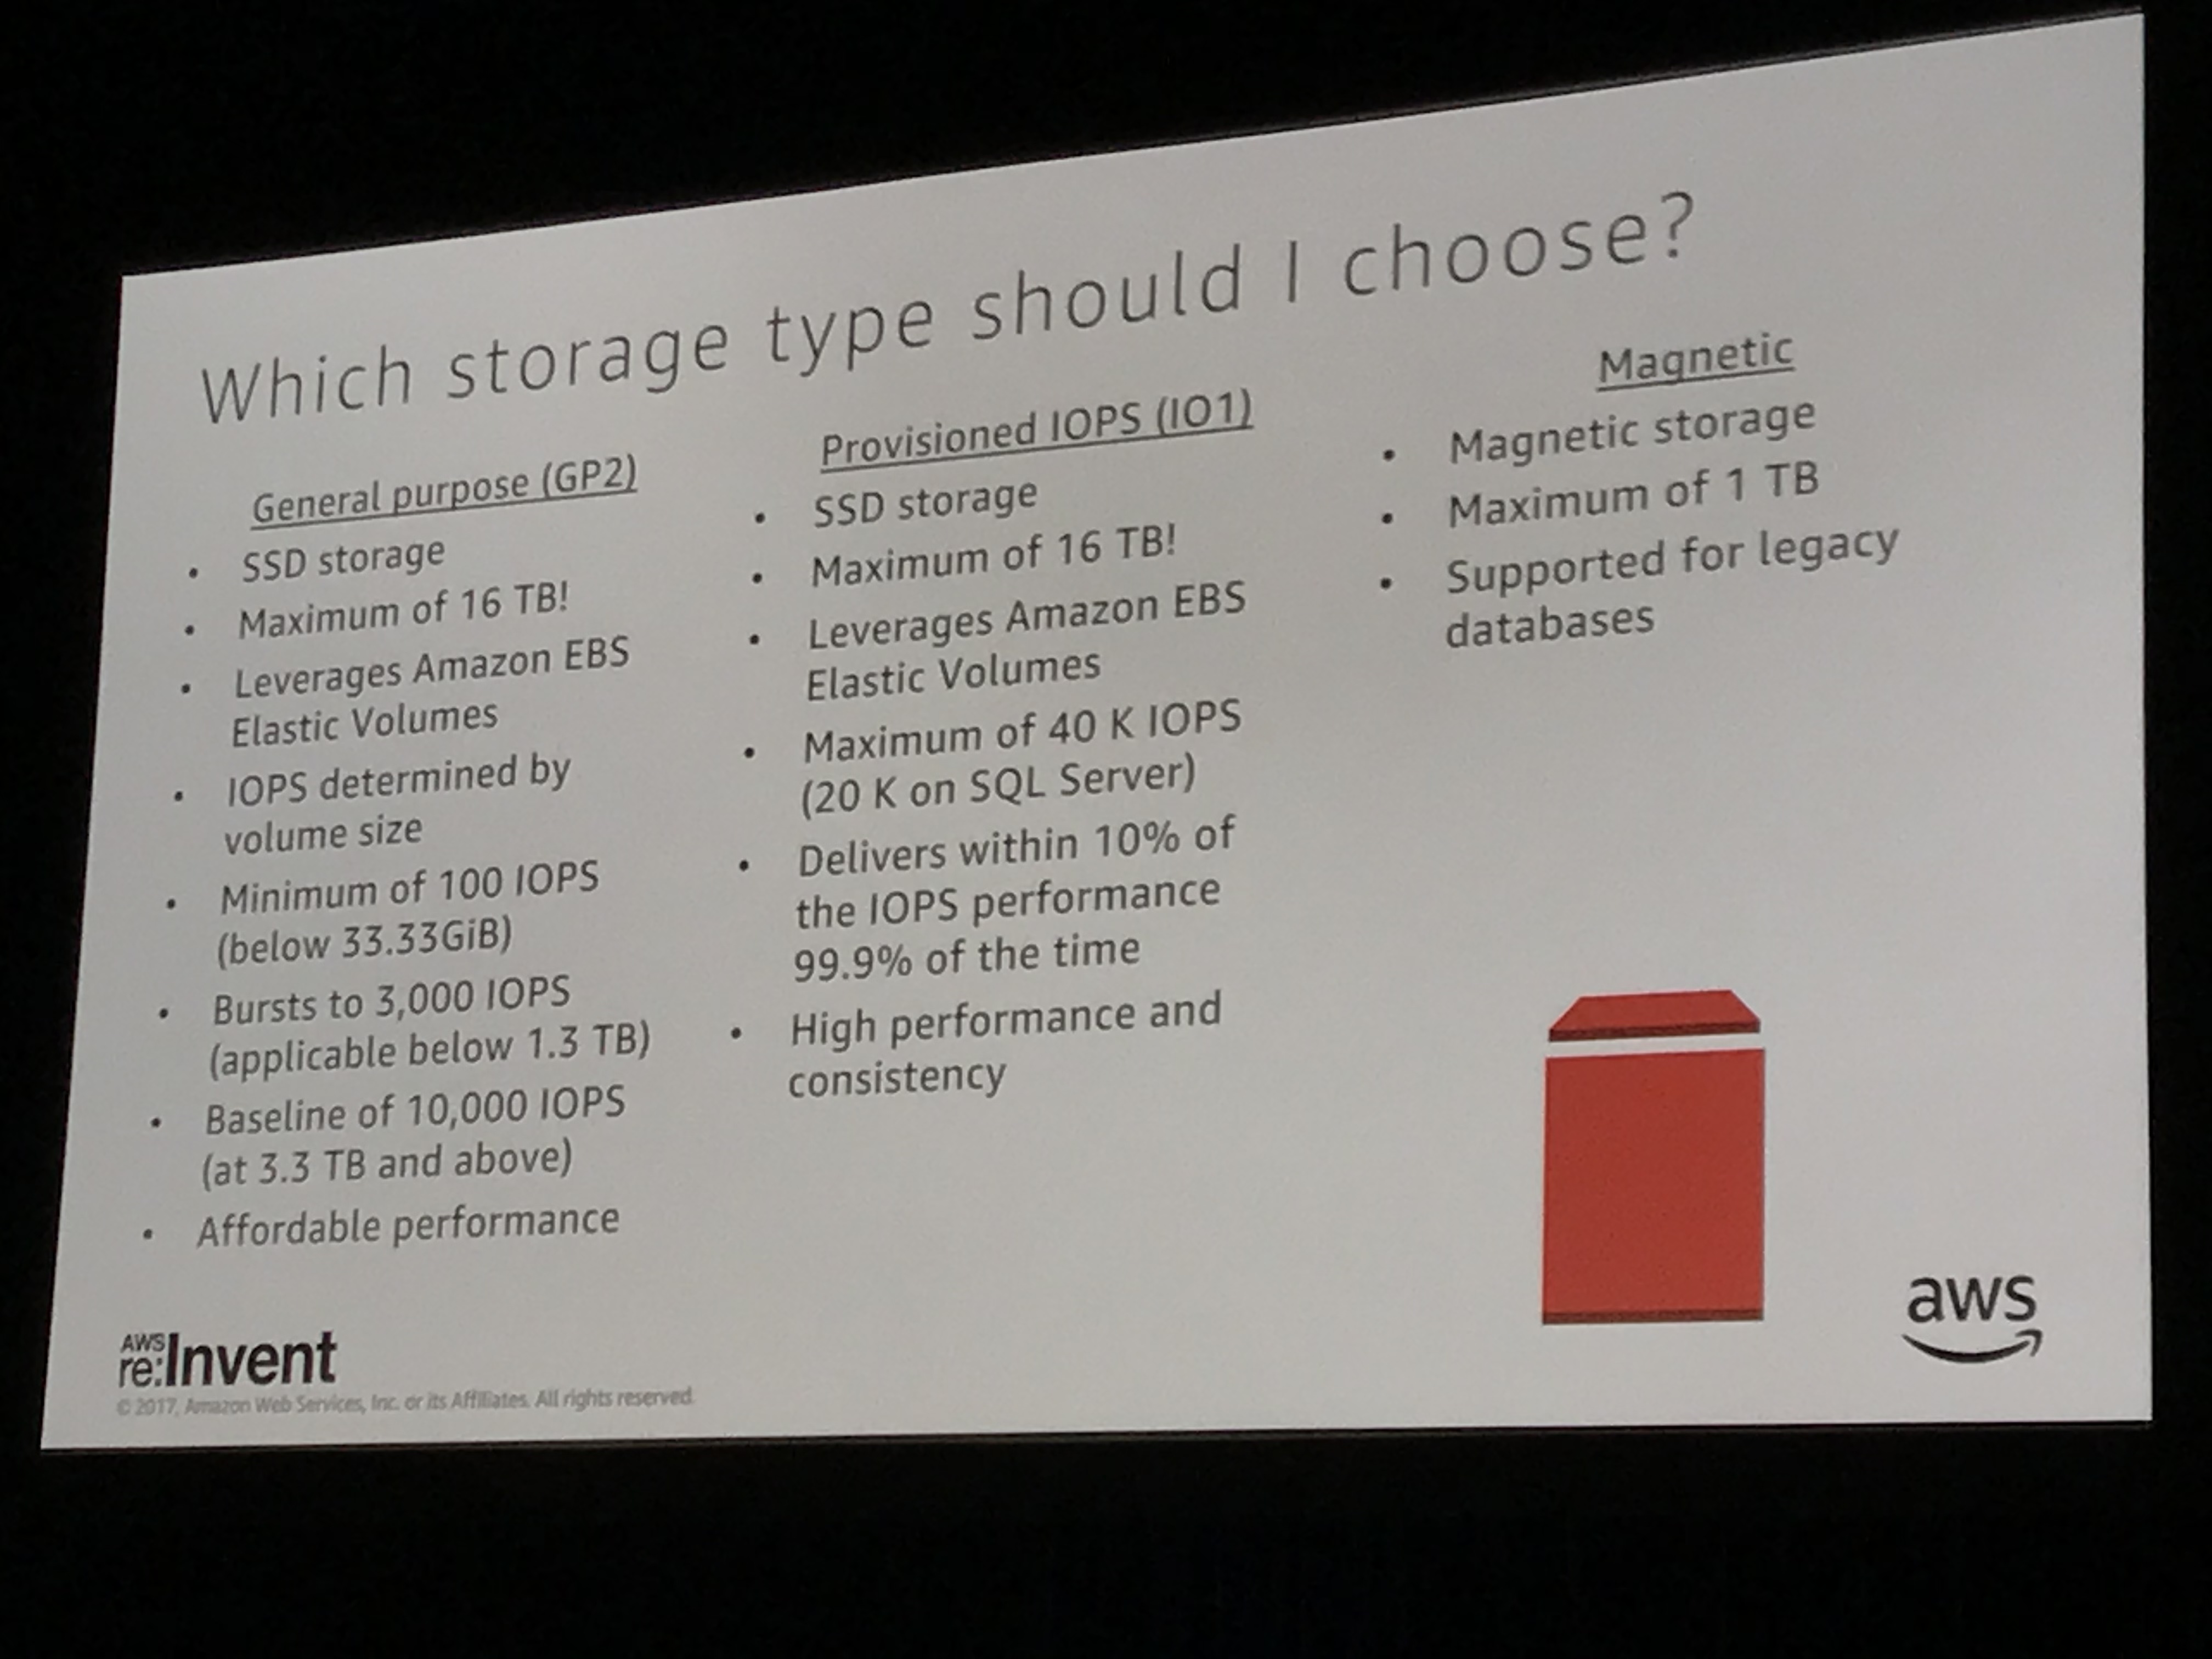 Which storage type should I choose?
General purpose (GP2)
• SSD storage
• Maximum of 16 TB!
• Leverages Amazon EBS
Elastic Volumes
• IOPS determined by
volume size
• Minimum of 100 IOPS
(below 33.33GiB)
• Bursts to 3,000 IOPS
(applicable below 1.3 TB)
• Baseline of 10,000 IOPS
(at 3.3 TB and above)
• Affordable performance
Provisioned IOPS (IO1)
• SSD storage
• Maximum of 16 TB!
• Leverages Amazon EBS
Elastic Volumes
• Maximum of 40 K IOPS
(20 K on SQL Server)
• Delivers within 10% of
the IOPS performance
99.9% of the time
• High performance and
consistency
Magnetic
• Magnetic storage
• Maximum of 1 TB
• Supported for legacy
databases
AWS
re:Invent
© 2017, Amazon Web Services, Inc. or its Affiliates. All rights reserved.
aws